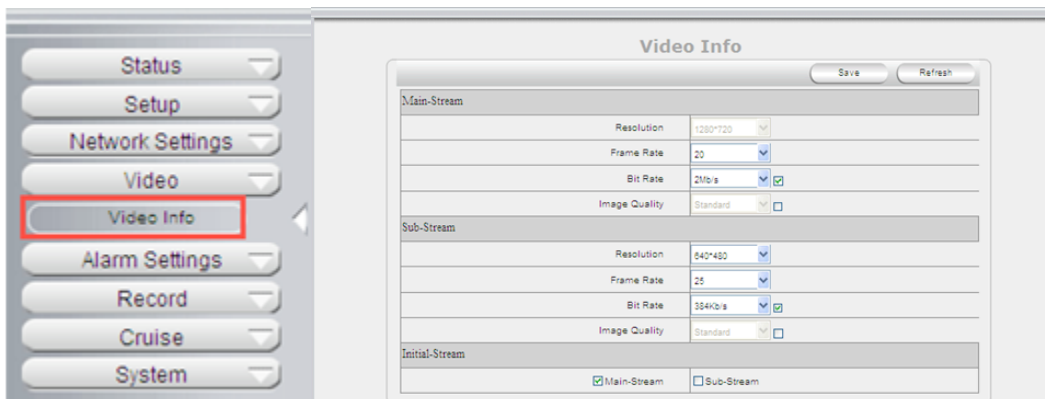 Status
Setup
Network Settings
Video
Video Info
Alarm Settings
Record
Cruise
System
Video Info
Save Refresh
Main-Stream
Resolution 1280*720
Frame Rate 20
Bit Rate 2Mb/s
Image Quality Standard
Sub-Stream
Resolution 640*480
Frame Rate 25
Bit Rate 384Kb/s
Image Quality Standard
Initial-Stream
Main-Stream Sub-Stream